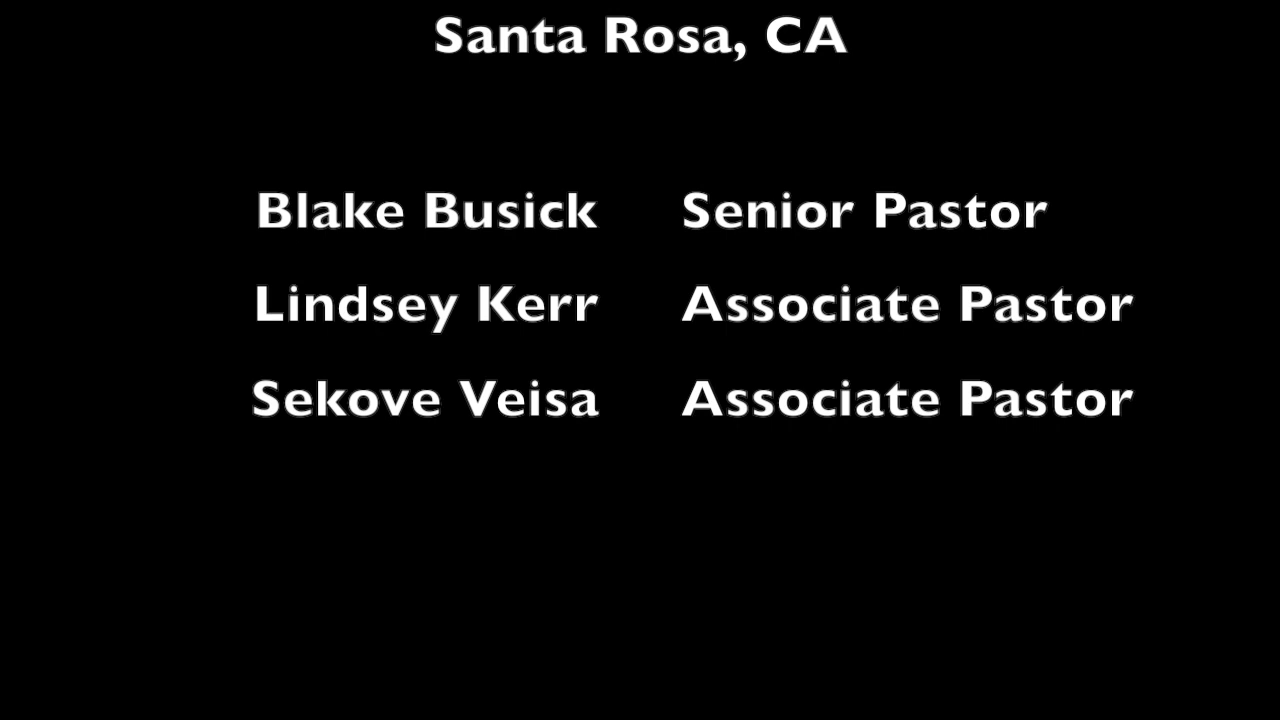 Santa Rosa, CA
Blake Busick Senior Pastor
Lindsey Kerr Associate Pastor
Sekove Veisa Associate Pastor